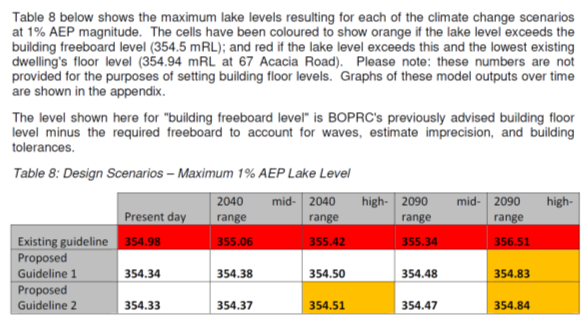 Table 8 below shows the maximum lake levels resulting for each of the climate change scenarios
at 1% AEP magnitude. The cells have been coloured to show orange if the lake level exceeds the
building freeboard level (354.5 mRL); and red if the lake level exceeds this and the lowest existing
dwelling's floor level (354.94 mRL at 67 Acacia Road). Please note: these numbers are not
provided for the purposes of setting building floor levels. Graphs of these model outputs over time
are shown in the appendix.
The level shown here for "building freeboard level" is BOPRC's previously advised building floor
level minus the required freeboard to account for waves, estimate imprecision, and building
tolerances.
Table 8: Design Scenarios – Maximum 1% AEP Lake Level
Present day 2040 mid-range 2040 high-range 2090 mid-range 2090 high-range
Existing guideline 354.98 355.06 355.42 355.34 356.51
Proposed
Guideline 1 354.34 354.38 354.50 354.48 354.83
Proposed
Guideline 2 354.33 354.37 354.51 354.47 354.84